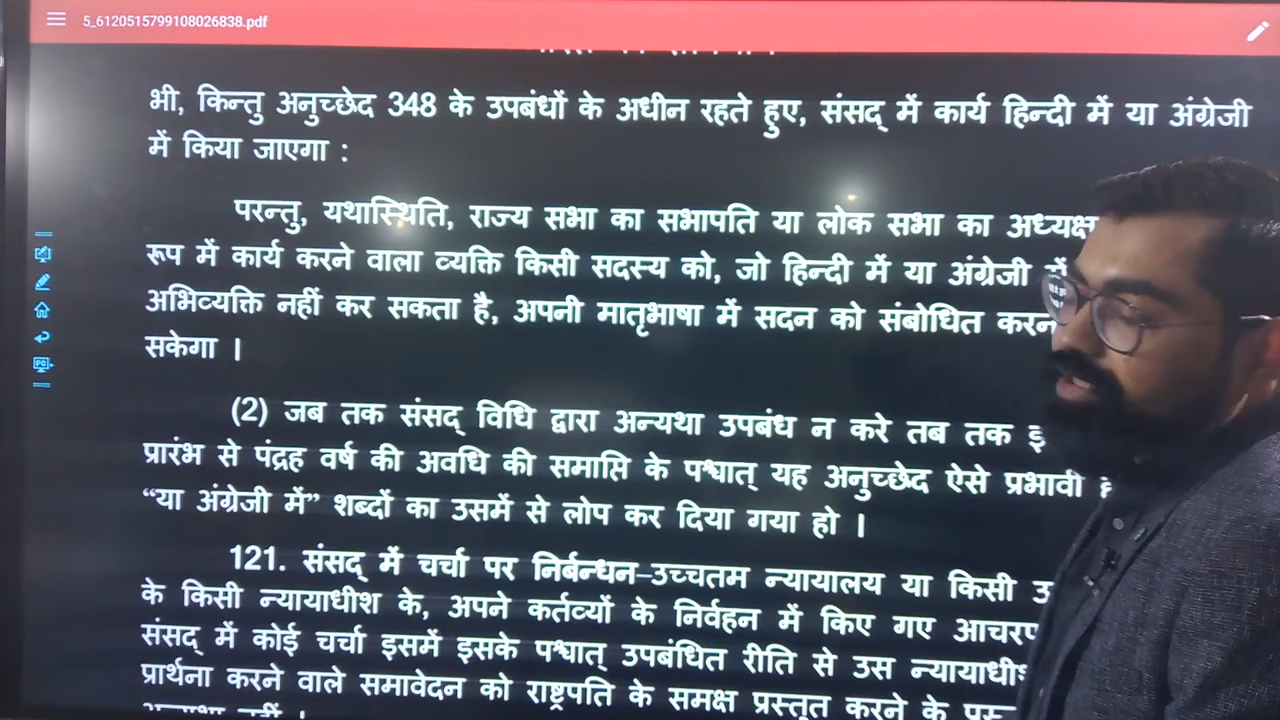 5_6120515799108026838.pdf
भी, किन्तु अनुच्छेद 348 के उपबंधों के अधीन रहते हुए, संसद् में कार्य हिन्दी में या अंग्रेजी
में किया जाएगा :
परन्तु, यथास्थिति, राज्य सभा का सभापति या लोक सभा का अध्यक्ष
रूप में कार्य करने वाला व्यक्ति किसी सदस्य को, जो हिन्दी में या अंग्रेजी
अभिव्यक्ति नहीं कर सकता है, अपनी मातृभाषा में सदन को संबोधित
सकेगा ।
(2) जब तक संसद् विधि द्वारा अन्यथा उपबंध न करे तब तक
प्रारंभ से पंद्रह वर्ष की अवधि की समाप्ति के पश्चात् यह अनुच्छेद ऐसे प्रभावी
“या अंग्रेजी में” शब्दों का उसमें से लोप कर दिया गया हो ।
121. संसद् में चर्चा पर निर्बन्धन–उच्चतम न्यायालय या किसी
के किसी न्यायाधीश के, अपने कर्तव्यों के निर्वहन में किए गए
संसद् में कोई चर्चा इसमें इसके पश्चात् उपबंधित रीति से उस
प्रार्थना करने वाले समावेदन को राष्ट्रपति के समक्ष प्रस्तुत करने के
PC